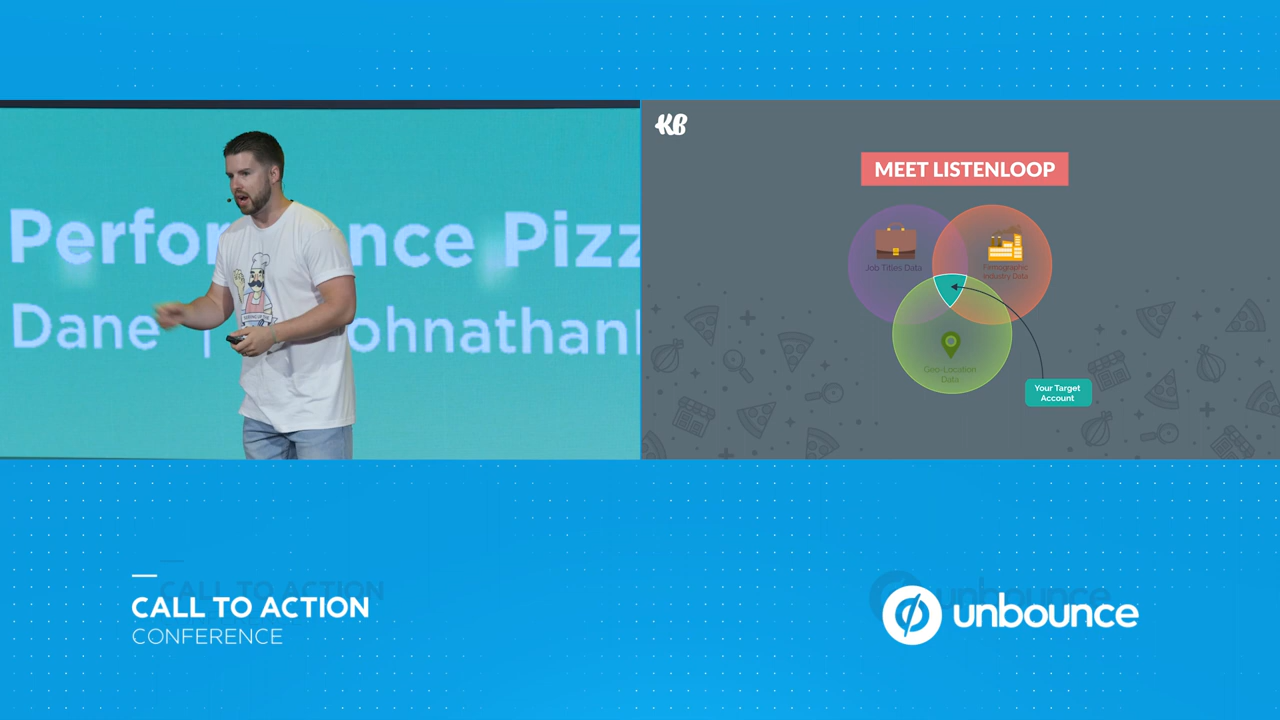 Perfor nce Pizz
Dane | ohnathan
KB
MEET LISTENLOOP
Job Titles Data
Firmographic
Industry Data
Geo-Location
Data
Your Target
Account
CALL TO ACTION
CONFERENCE
unbounce